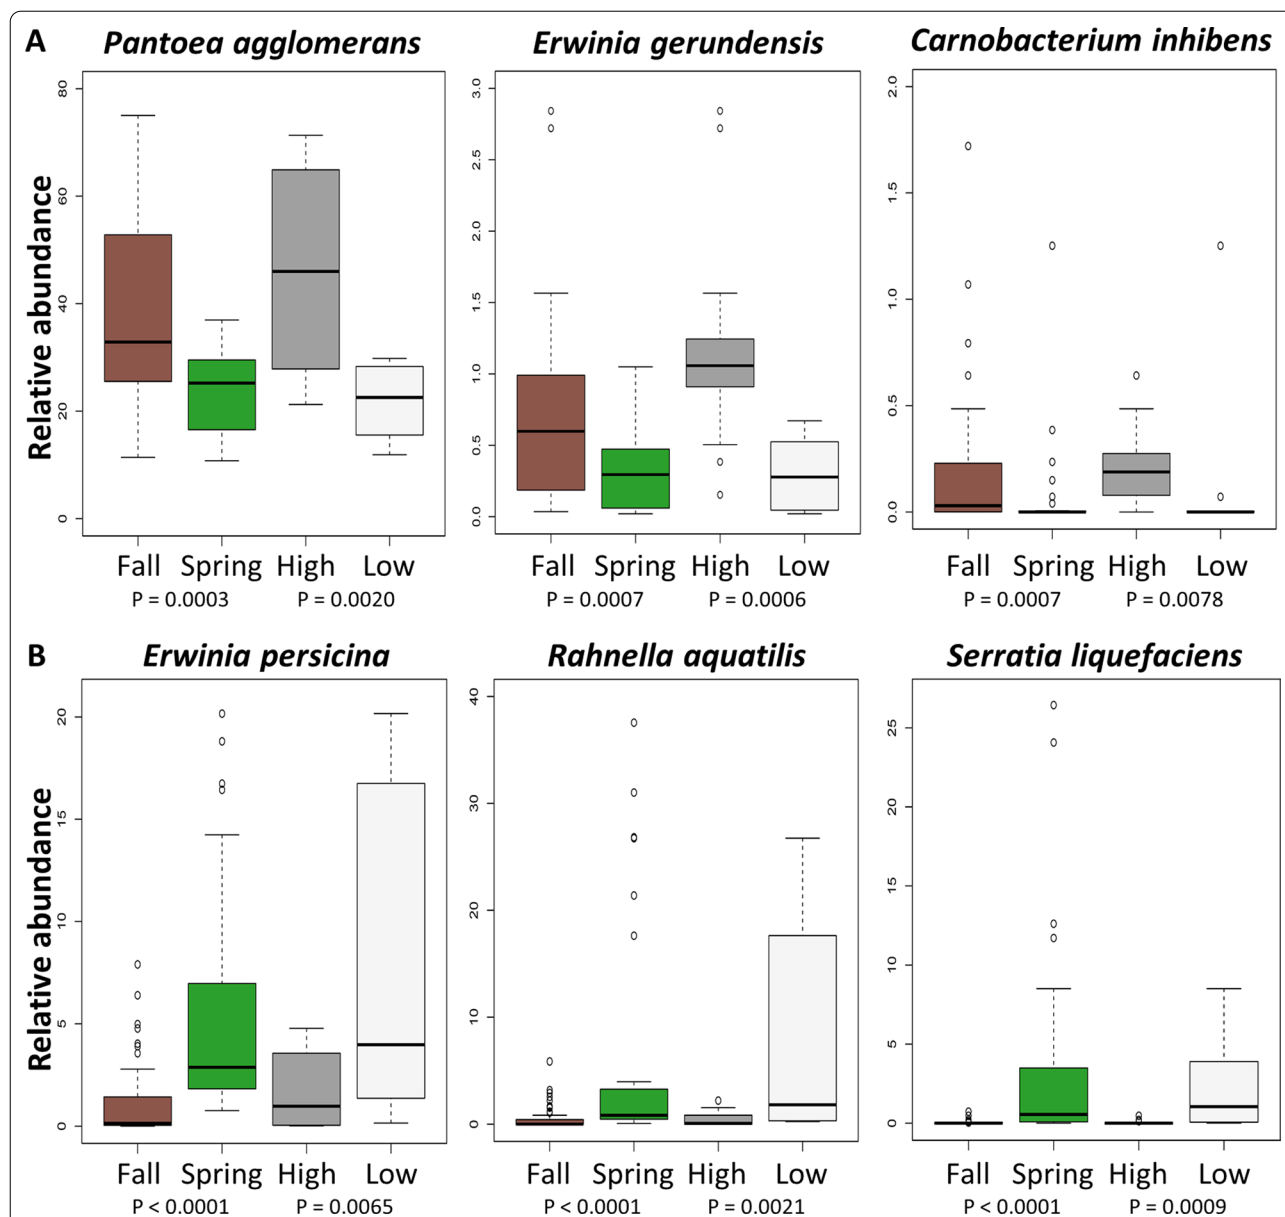 A
Pantoea agglomerans
Erwinia gerundensis
Carnobacterium inhibens
Relative abundance
0
20
40
60
80
0.0
0.5
1.0
1.5
2.0
2.5
3.0
0.0
0.5
1.0
1.5
2.0
Fall Spring High Low
Fall Spring High Low
Fall Spring High Low
P = 0.0003 P = 0.0020
P = 0.0007 P = 0.0006
P = 0.0007 P = 0.0078
B
Erwinia persicina
Rahnella aquatilis
Serratia liquefaciens
Relative abundance
0
5
10
15
20
0
10
20
30
40
0
5
10
15
20
25
Fall Spring High Low
Fall Spring High Low
Fall Spring High Low
P < 0.0001 P = 0.0065
P < 0.0001 P = 0.0021
P < 0.0001 P = 0.0009